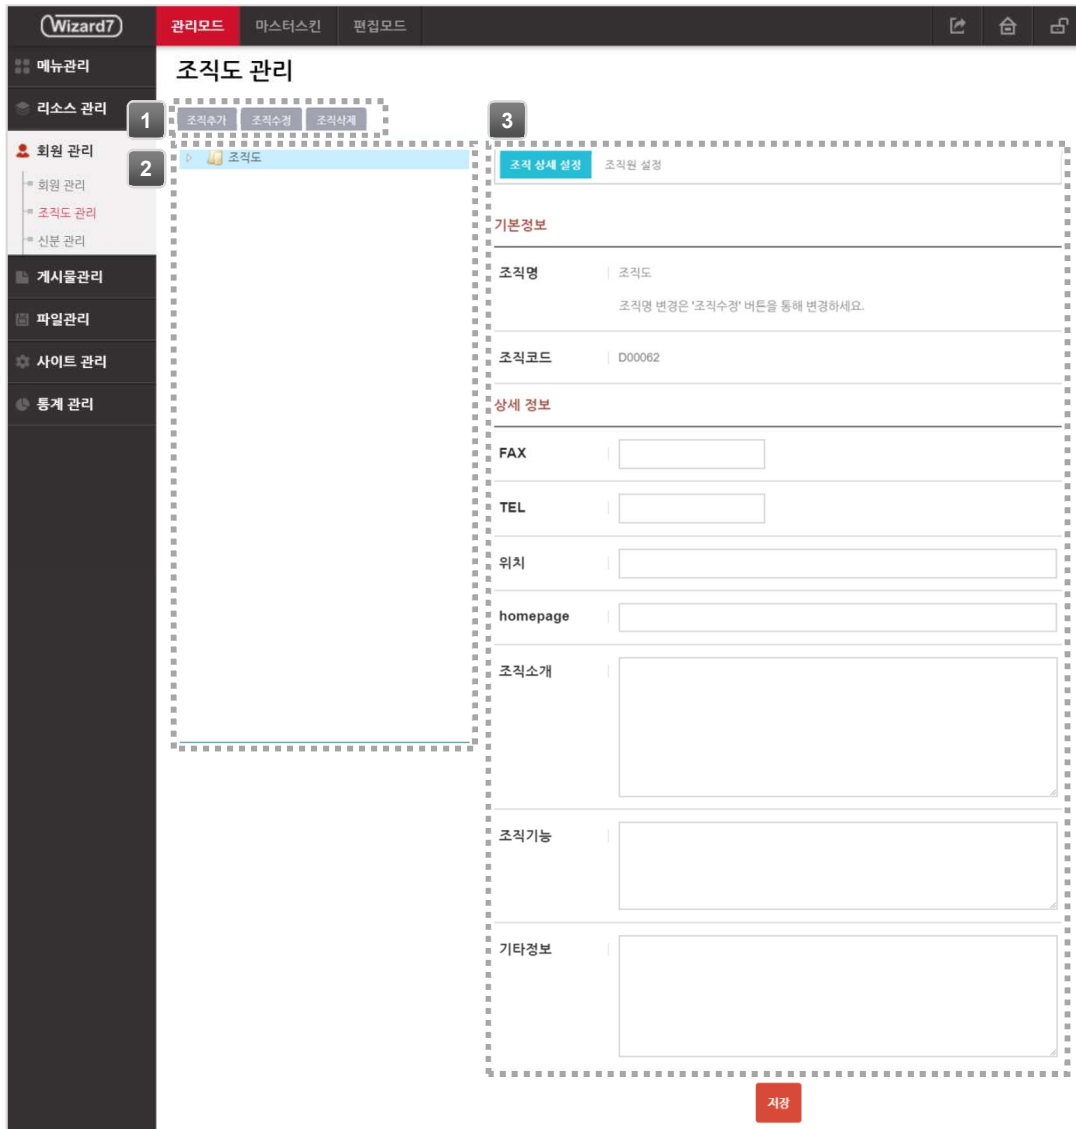 Wizard7
관리모드
마스터스킨
편집모드
메뉴관리
리소스 관리
회원 관리
회원 관리
조직도 관리
신분 관리
게시물관리
파일관리
사이트 관리
통계 관리
조직도 관리
1
조직추가
조직수정
조직삭제
2
조직도
3
조직 상세 설정
조직원 설정
기본정보
조직명
조직도
조직명 변경은 '조직수정' 버튼을 통해 변경하세요.
조직코드
D00062
상세 정보
FAX
TEL
위치
homepage
조직소개
조직기능
기타정보
저장